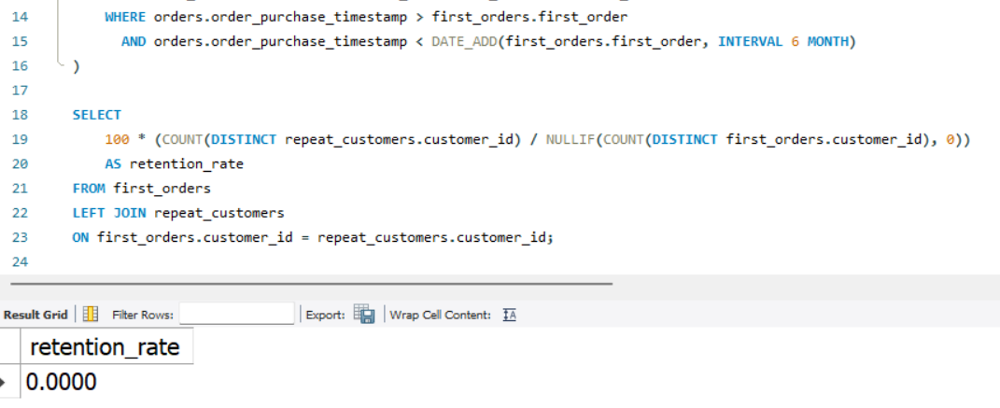 14 WHERE orders.order_purchase_timestamp > first_orders.first_order
15 AND orders.order_purchase_timestamp < DATE_ADD(first_orders.first_order, INTERVAL 6 MONTH)
16 )
17
18 SELECT
19 100 * (COUNT(DISTINCT repeat_customers.customer_id) / NULLIF(COUNT(DISTINCT first_orders.customer_id), 0))
20 AS retention_rate
21 FROM first_orders
22 LEFT JOIN repeat_customers
23 ON first_orders.customer_id = repeat_customers.customer_id;
24
Result Grid Filter Rows: Export: Wrap Cell Content: IA
retention_rate
0.0000